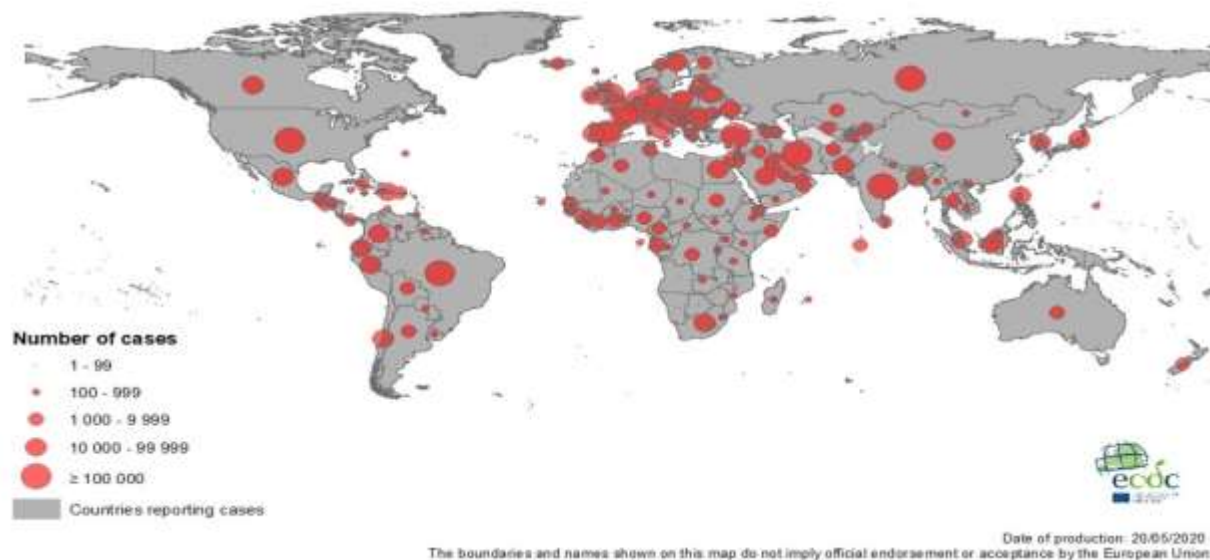 Number of cases
1 - 99
100 - 999
1 000 - 9 999
10 000 - 99 999
≥ 100 000
Countries reporting cases
ecdc
Date of production: 20/05/2020
The boundaries and names shown on this map do not imply official endorsement or acceptance by the European Union